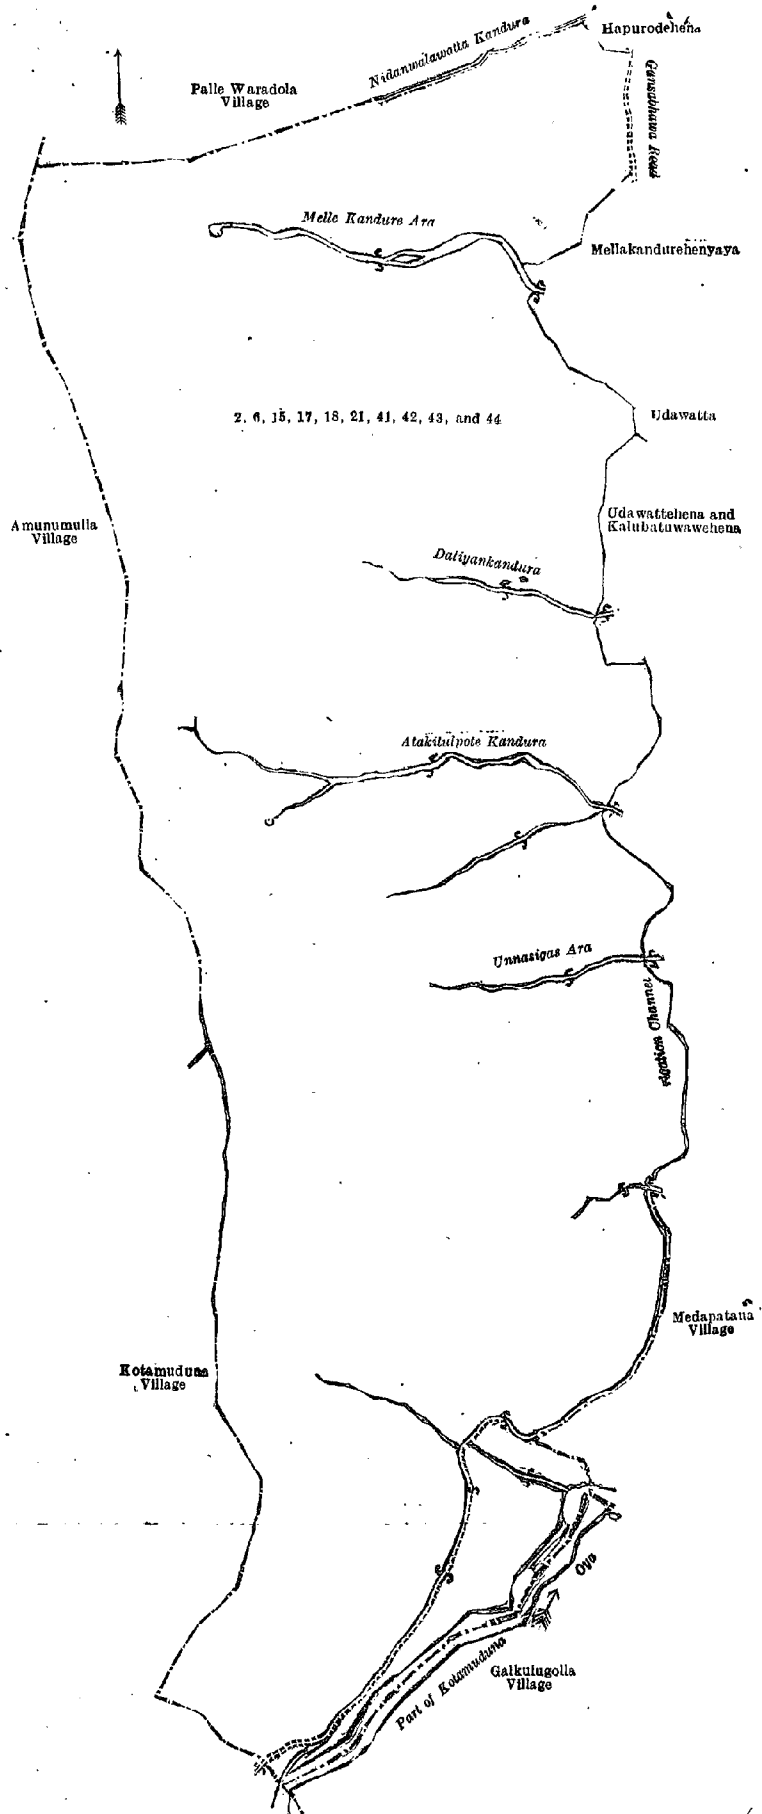 Hapurodehena
Nidanwalawatta Kandura
Palle Waradola
Village
Gansabhawa Road
Melle Kandure Ara
Mellakandurehenyaya
2, 6, 15, 17, 18, 21, 41, 42, 43, and 44
Udawatta
Amunumulla
Village
Udawattehena and
Kalubatuwawehena
Daliyankandura
Atakitulpote Kandura
Unnasigas Ara
Channel
Medapatana
Village
Kotamuduna
Village
Oya
Part of Kotamuduna
Galkulugolla
Village